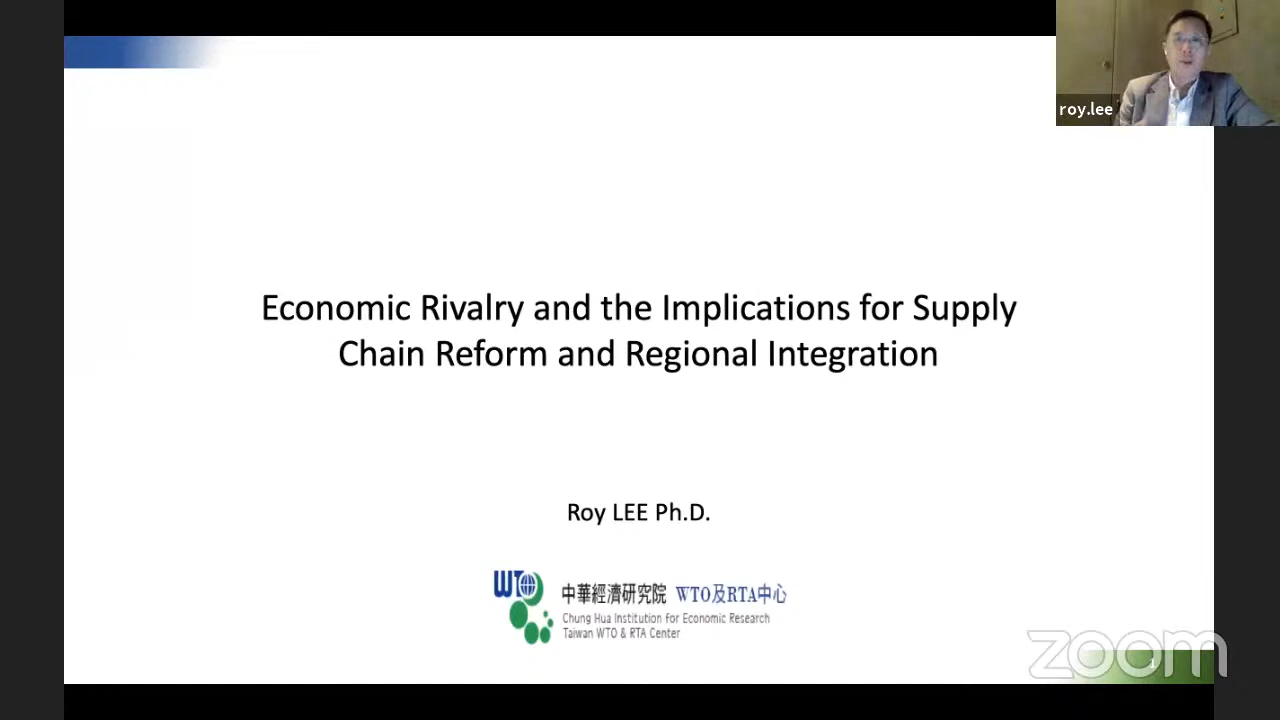 roy.lee
Economic Rivalry and the Implications for Supply
Chain Reform and Regional Integration
Roy LEE Ph.D.
WTO
中華經濟研究院 WTO及RTA中心
Chung Hua Institution for Economic Research
Taiwan WTO & RTA Center
zoom
1